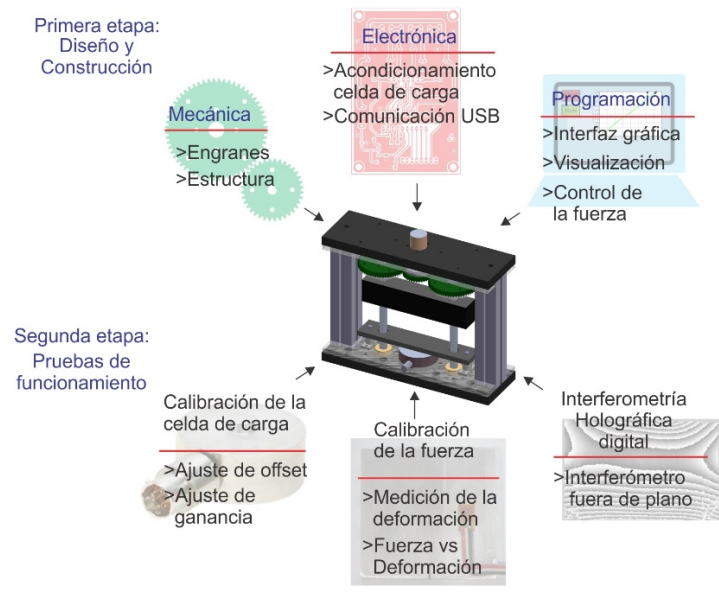 Primera etapa:
Diseño y
Construcción
Mecánica
>Engranes
>Estructura
Electrónica
>Acondicionamiento
celda de carga
>Comunicación USB
Programación
>Interfaz gráfica
>Visualización
>Control de
la fuerza
Segunda etapa:
Pruebas de
funcionamiento
Calibración de la
celda de carga
>Ajuste de offset
>Ajuste de
ganancia
Calibración
de la fuerza
>Medición de la
deformación
>Fuerza vs
Deformación
Interferometría
Holográfica
digital
>Interferómetro
fuera de plano